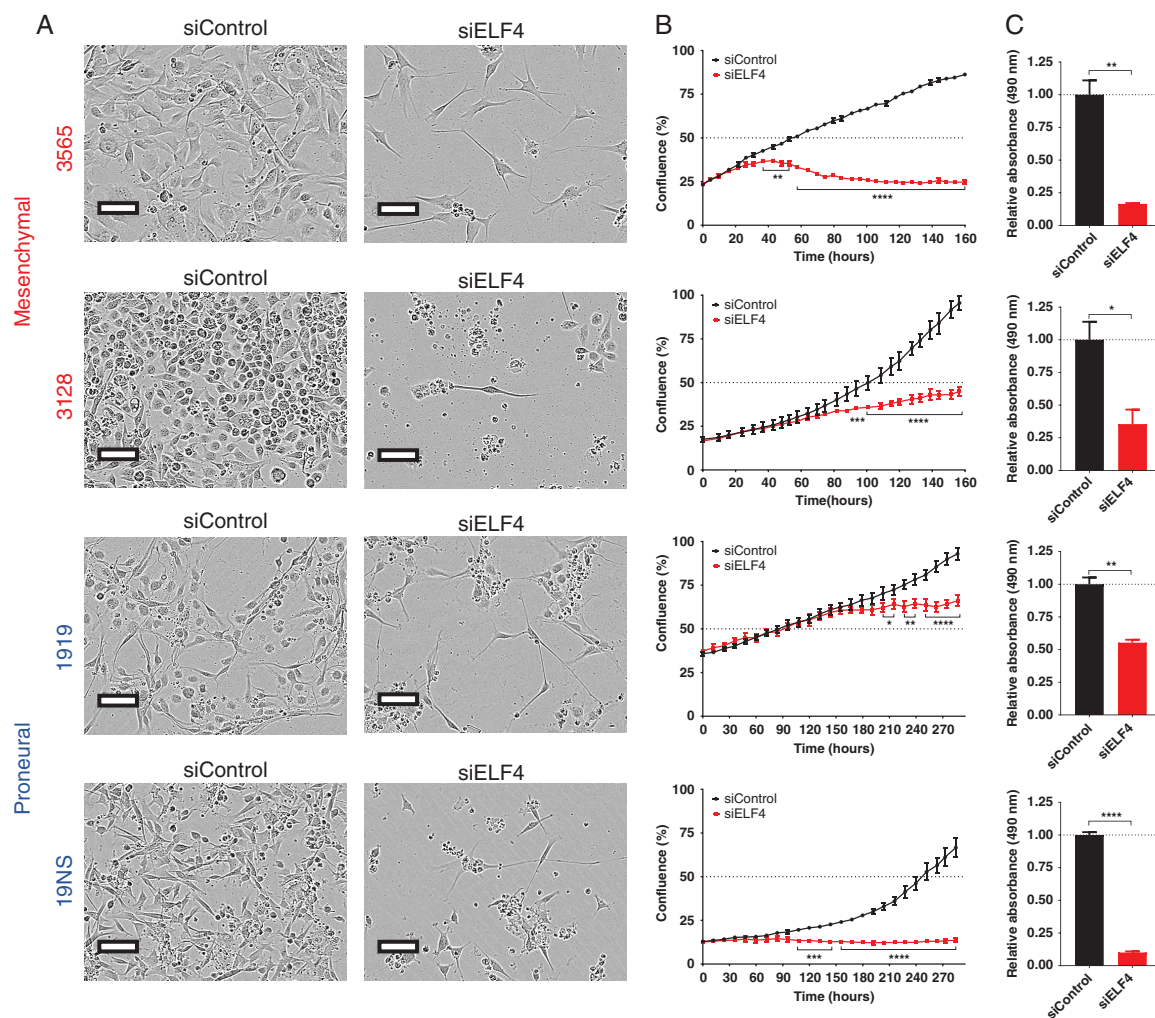 A
siControl
siELF4
B
C
3565
Mesenchymal
siControl
siELF4
3128
siControl
siELF4
1919
Proneural
siControl
siELF4
19NS
siControl
siELF4
100
75
50
25
0
Confluence (%)
**
****
0 20 40 60 80 100 120 140 160
Time (hours)
1.25
1.00
0.75
0.50
0.25
0.00
Relative absorbance (490 nm)
**
siControl
siELF4
siControl
siELF4
100
75
50
25
0
Confluence (%)
***
****
0 20 40 60 80 100 120 140 160
Time(hours)
1.25
1.00
0.75
0.50
0.25
0.00
Relative absorbance (490 nm)
*
siControl
siELF4
siControl
siELF4
100
75
50
25
0
Confluence (%)
*
**
****
0 30 60 90 120 150 180 210 240 270
Time (hours)
1.25
1.00
0.75
0.50
0.25
0.00
Relative absorbance (490 nm)
**
siControl
siELF4
siControl
siELF4
100
75
50
25
0
Confluence (%)
***
****
0 30 60 90 120 150 180 210 240 270
Time (hours)
1.25
1.00
0.75
0.50
0.25
0.00
Relative absorbance (490 nm)
****
siControl
siELF4